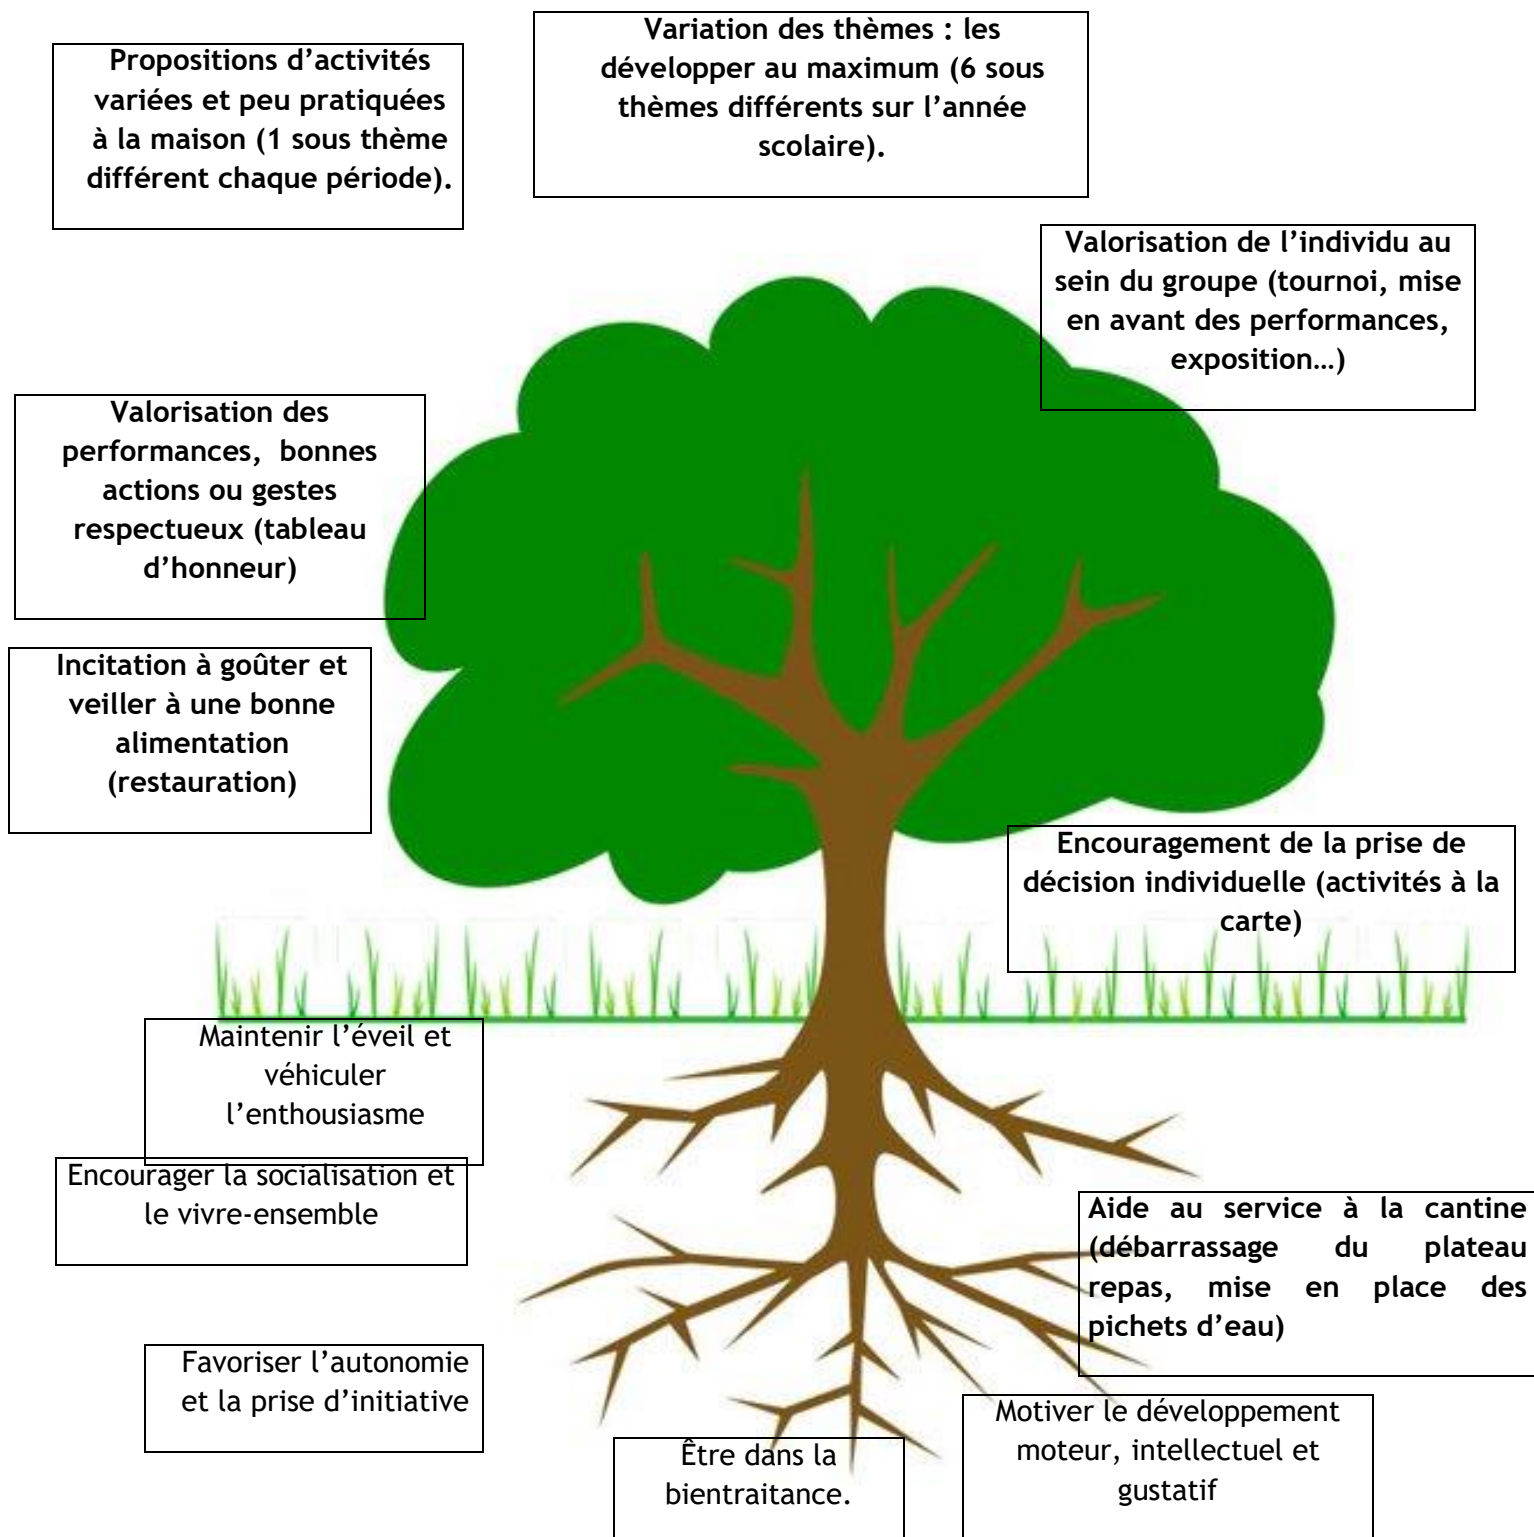 Propositions d’activités
variées et peu pratiquées
à la maison (1 sous thème
différent chaque période).
Variation des thèmes : les
développer au maximum (6 sous
thèmes différents sur l’année
scolaire).
Valorisation de l’individu au
sein du groupe (tournoi, mise
en avant des performances,
exposition…)
Valorisation des
performances, bonnes
actions ou gestes
respectueux (tableau
d’honneur)
Incitation à goûter et
veiller à une bonne
alimentation
(restauration)
Encouragement de la prise de
décision individuelle (activités à la
carte)
Maintenir l’éveil et
véhiculer
l’enthousiasme
Encourager la socialisation et
le vivre-ensemble
Aide au service à la cantine
(débarrassage du plateau
repas, mise en place des
pichets d’eau)
Favoriser l’autonomie
et la prise d’initiative
Motiver le développement
moteur, intellectuel et
gustatif
Être dans la
bientraitance.